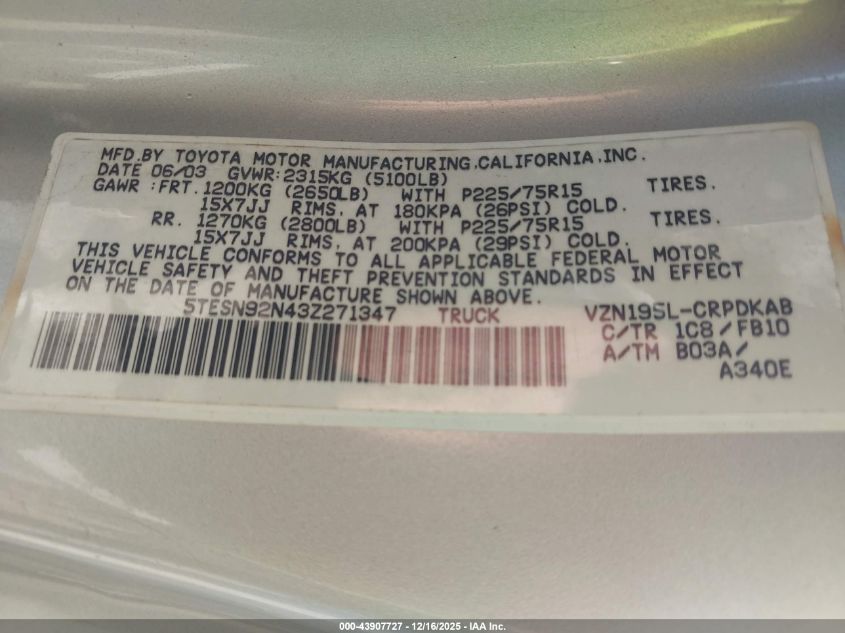 MFD.BY TOYOTA MOTOR MANUFACTURING,CALIFORNIA,INC.
DATE 06/03 GVWR:2315KG (5100LB)
GAWR:FRT.1200KG (2650LB) WITH P225/75R15 TIRES.
15X7JJ RIMS, AT 180KPA (26PSI) COLD.
RR. 1270KG (2800LB) WITH P225/75R15 TIRES.
15X7JJ RIMS, AT 200KPA (29PSI) COLD.
THIS VEHICLE CONFORMS TO ALL APPLICABLE FEDERAL MOTOR
VEHICLE SAFETY AND THEFT PREVENTION STANDARDS IN EFFECT
ON THE DATE OF MANUFACTURE SHOWN ABOVE.
5TESN92N43Z271347 TRUCK VZN195L-CRPDKAB
C/TR 1C8/FB10
A/TM B03A/
A340E
000-43907727 - 12/16/2025 - IAA Inc.